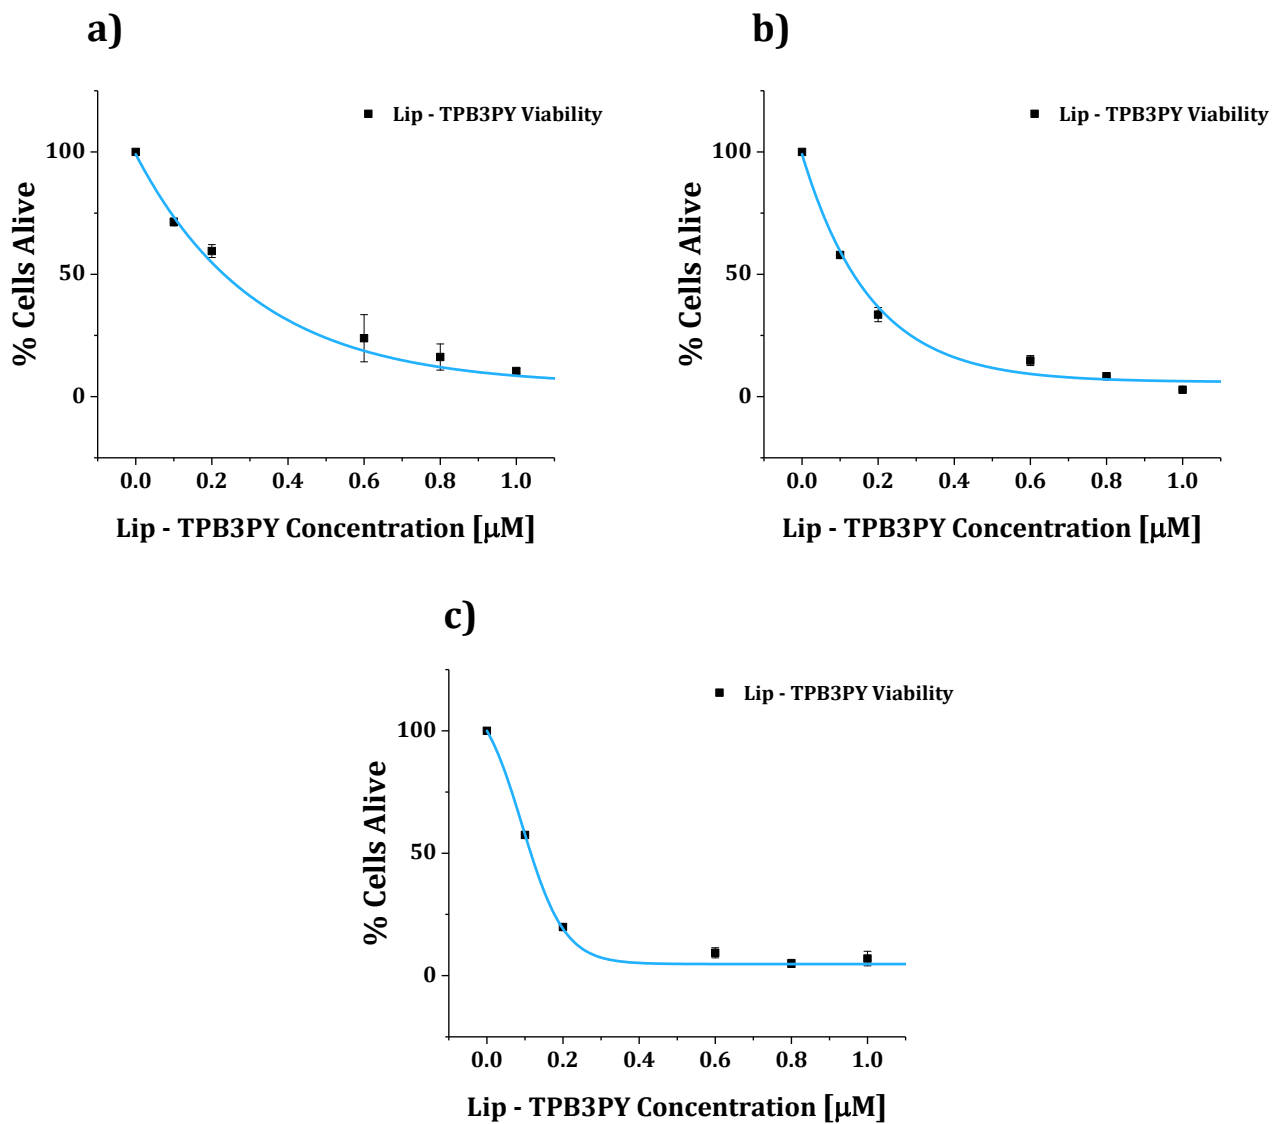 a)
Lip - TPB3PY Viability
100
50
0
% Cells Alive
0.0 0.2 0.4 0.6 0.8 1.0
Lip - TPB3PY Concentration [μM]
b)
Lip - TPB3PY Viability
100
50
0
% Cells Alive
0.0 0.2 0.4 0.6 0.8 1.0
Lip - TPB3PY Concentration [μM]
c)
Lip - TPB3PY Viability
100
50
0
% Cells Alive
0.0 0.2 0.4 0.6 0.8 1.0
Lip - TPB3PY Concentration [μM]